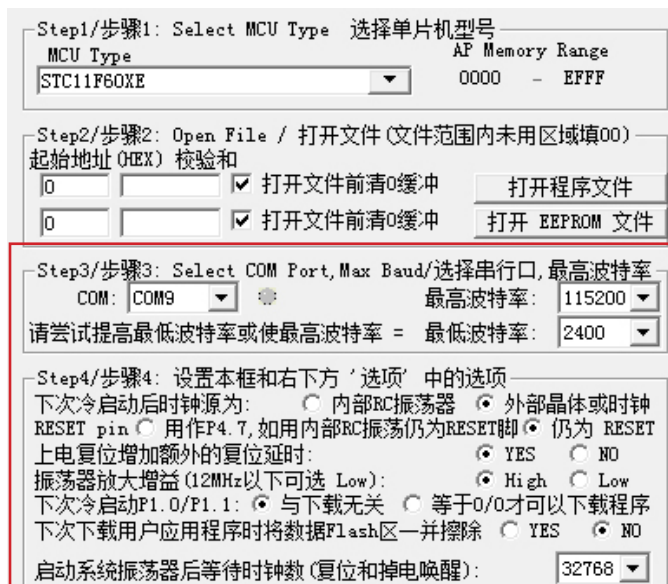 Step1/步骤1: Select MCU Type 选择单片机型号
MCU Type AP Memory Range
STC11F60XE 0000 - EFFF
Step2/步骤2: Open File / 打开文件(文件范围内未用区域填00)
起始地址(HEX) 校验和
0 打开文件前清0缓冲 打开程序文件
0 打开文件前清0缓冲 打开 EEPROM 文件
Step3/步骤3: Select COM Port,Max Baud/选择串行口,最高波特率
COM: COM9 最高波特率: 115200
请尝试提高最低波特率或使最高波特率 = 最低波特率: 2400
Step4/步骤4: 设置本框和右下方 '选项' 中的选项
下次冷启动后时钟源为: 内部RC振荡器 外部晶体或时钟
RESET pin 用作P4.7,如用内部RC振荡仍为RESET脚 仍为 RESET
上电复位增加额外的复位延时: YES NO
振荡器放大增益(12MHz以下可选 Low): High Low
下次冷启动P1.0/P1.1: 与下载无关 等于0/0才可以下载程序
下次下载用户应用程序时将数据Flash区一并擦除 YES NO
启动系统振荡器后等待时钟数(复位和掉电唤醒): 32768